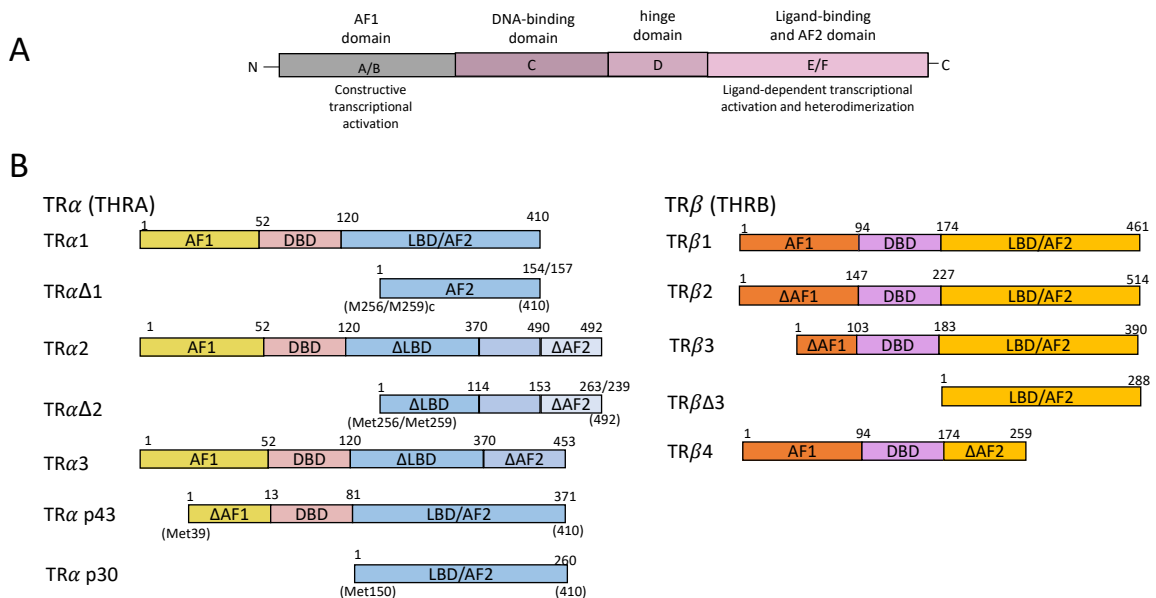 A
AF1
domain
DNA-binding
domain
hinge
domain
Ligand-binding
and AF2 domain
N
A/B
C
D
E/F
C
Constructive
transcriptional
activation
Ligand-dependent transcriptional
activation and heterodimerization
B
TRα (THRA)
1 52 120 410
TRα1 AF1 DBD LBD/AF2
1 154/157
TRαΔ1 AF2
(M256/M259)c (410)
1 52 120 370 490 492
TRα2 AF1 DBD ΔLBD ΔAF2
1 114 153 263/239
TRαΔ2 ΔLBD ΔAF2
(Met256/Met259) (492)
1 52 120 370 453
TRα3 AF1 DBD ΔLBD ΔAF2
1 13 81 371
TRα p43 ΔAF1 DBD LBD/AF2
(Met39) (410)
1 260
TRα p30 LBD/AF2
(Met150) (410)
TRβ (THRB)
1 94 174 461
TRβ1 AF1 DBD LBD/AF2
1 147 227 514
TRβ2 ΔAF1 DBD LBD/AF2
1 103 183 390
TRβ3 ΔAF1 DBD LBD/AF2
1 288
TRβΔ3 LBD/AF2
1 94 174 259
TRβ4 AF1 DBD ΔAF2